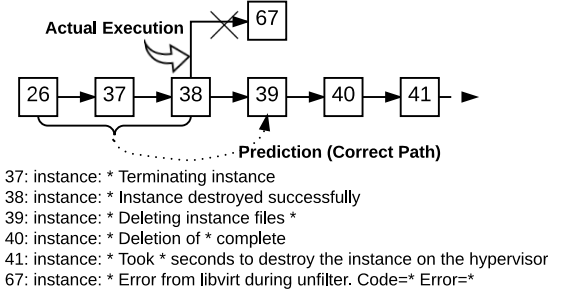 67
Actual Execution
26 37 38 39 40 41
Prediction (Correct Path)
37: instance: * Terminating instance
38: instance: * Instance destroyed successfully
39: instance: * Deleting instance files *
40: instance: * Deletion of * complete
41: instance: * Took * seconds to destroy the instance on the hypervisor
67: instance: * Error from libvirt during unfilter. Code=* Error=*